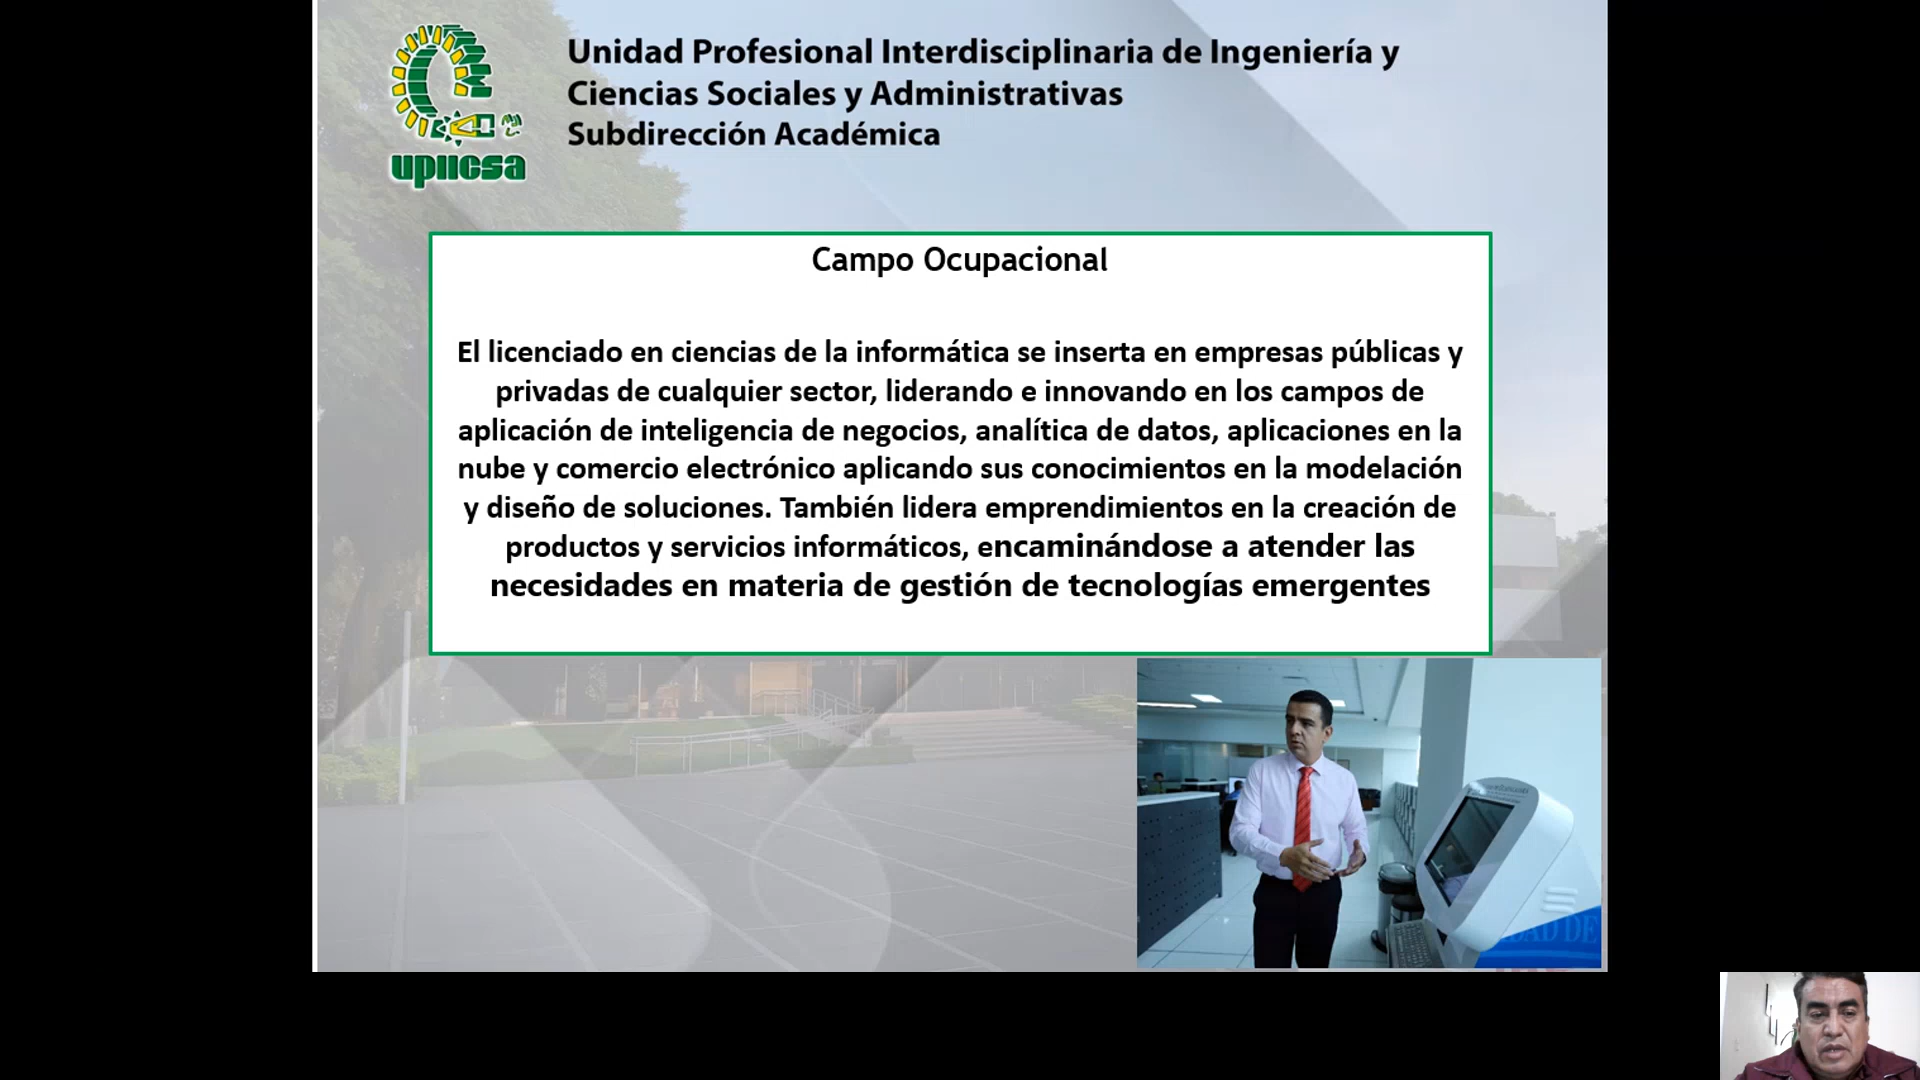 Unidad Profesional Interdisciplinaria de Ingeniería y
Ciencias Sociales y Administrativas
Subdirección Académica
upiicsa
Campo Ocupacional
El licenciado en ciencias de la informática se inserta en empresas públicas y
privadas de cualquier sector, liderando e innovando en los campos de
aplicación de inteligencia de negocios, analítica de datos, aplicaciones en la
nube y comercio electrónico aplicando sus conocimientos en la modelación
y diseño de soluciones. También lidera emprendimientos en la creación de
productos y servicios informáticos, encaminándose a atender las
necesidades en materia de gestión de tecnologías emergentes
DAD DE